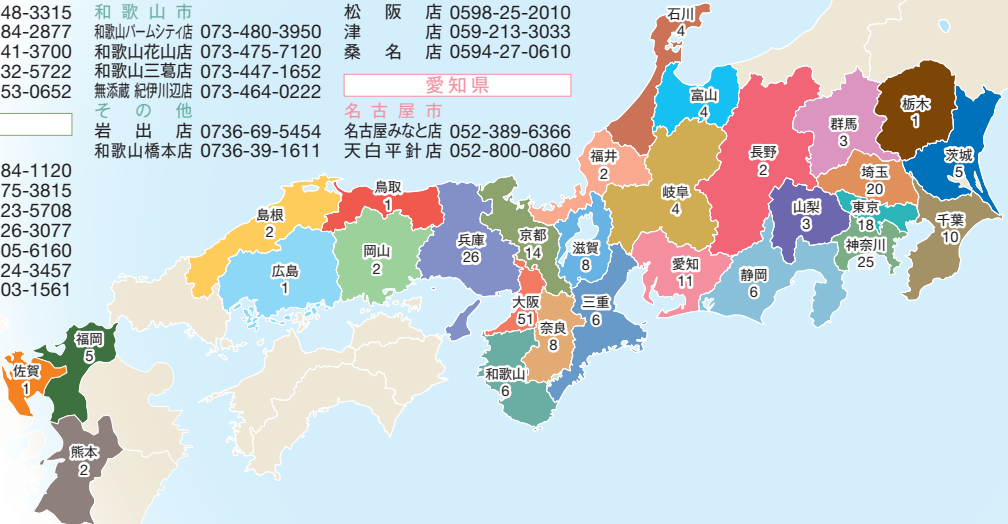 48-3315
84-2877
41-3700
32-5722
53-0652
84-1120
75-3815
23-5708
26-3077
05-6160
24-3457
03-1561
和歌山市
和歌山パームシティ店 073-480-3950
和歌山花山店 073-475-7120
和歌山三葛店 073-447-1652
無添蔵 紀伊川辺店 073-464-0222
その他
岩出店 0736-69-5454
和歌山橋本店 0736-39-1611
松阪店 0598-25-2010
津店 059-213-3033
桑名店 0594-27-0610
愛知県
名古屋市
名古屋みなと店 052-389-6366
天白平針店 052-800-0860
石川
4
富山
4
福井
2
岐阜
4
長野
2
群馬
3
栃木
1
茨城
5
埼玉
20
東京
18
千葉
10
神奈川
25
山梨
3
静岡
6
愛知
11
三重
6
滋賀
8
京都
14
大阪
51
奈良
8
和歌山
6
兵庫
26
鳥取
1
島根
2
岡山
2
広島
1
福岡
5
佐賀
1
熊本
2